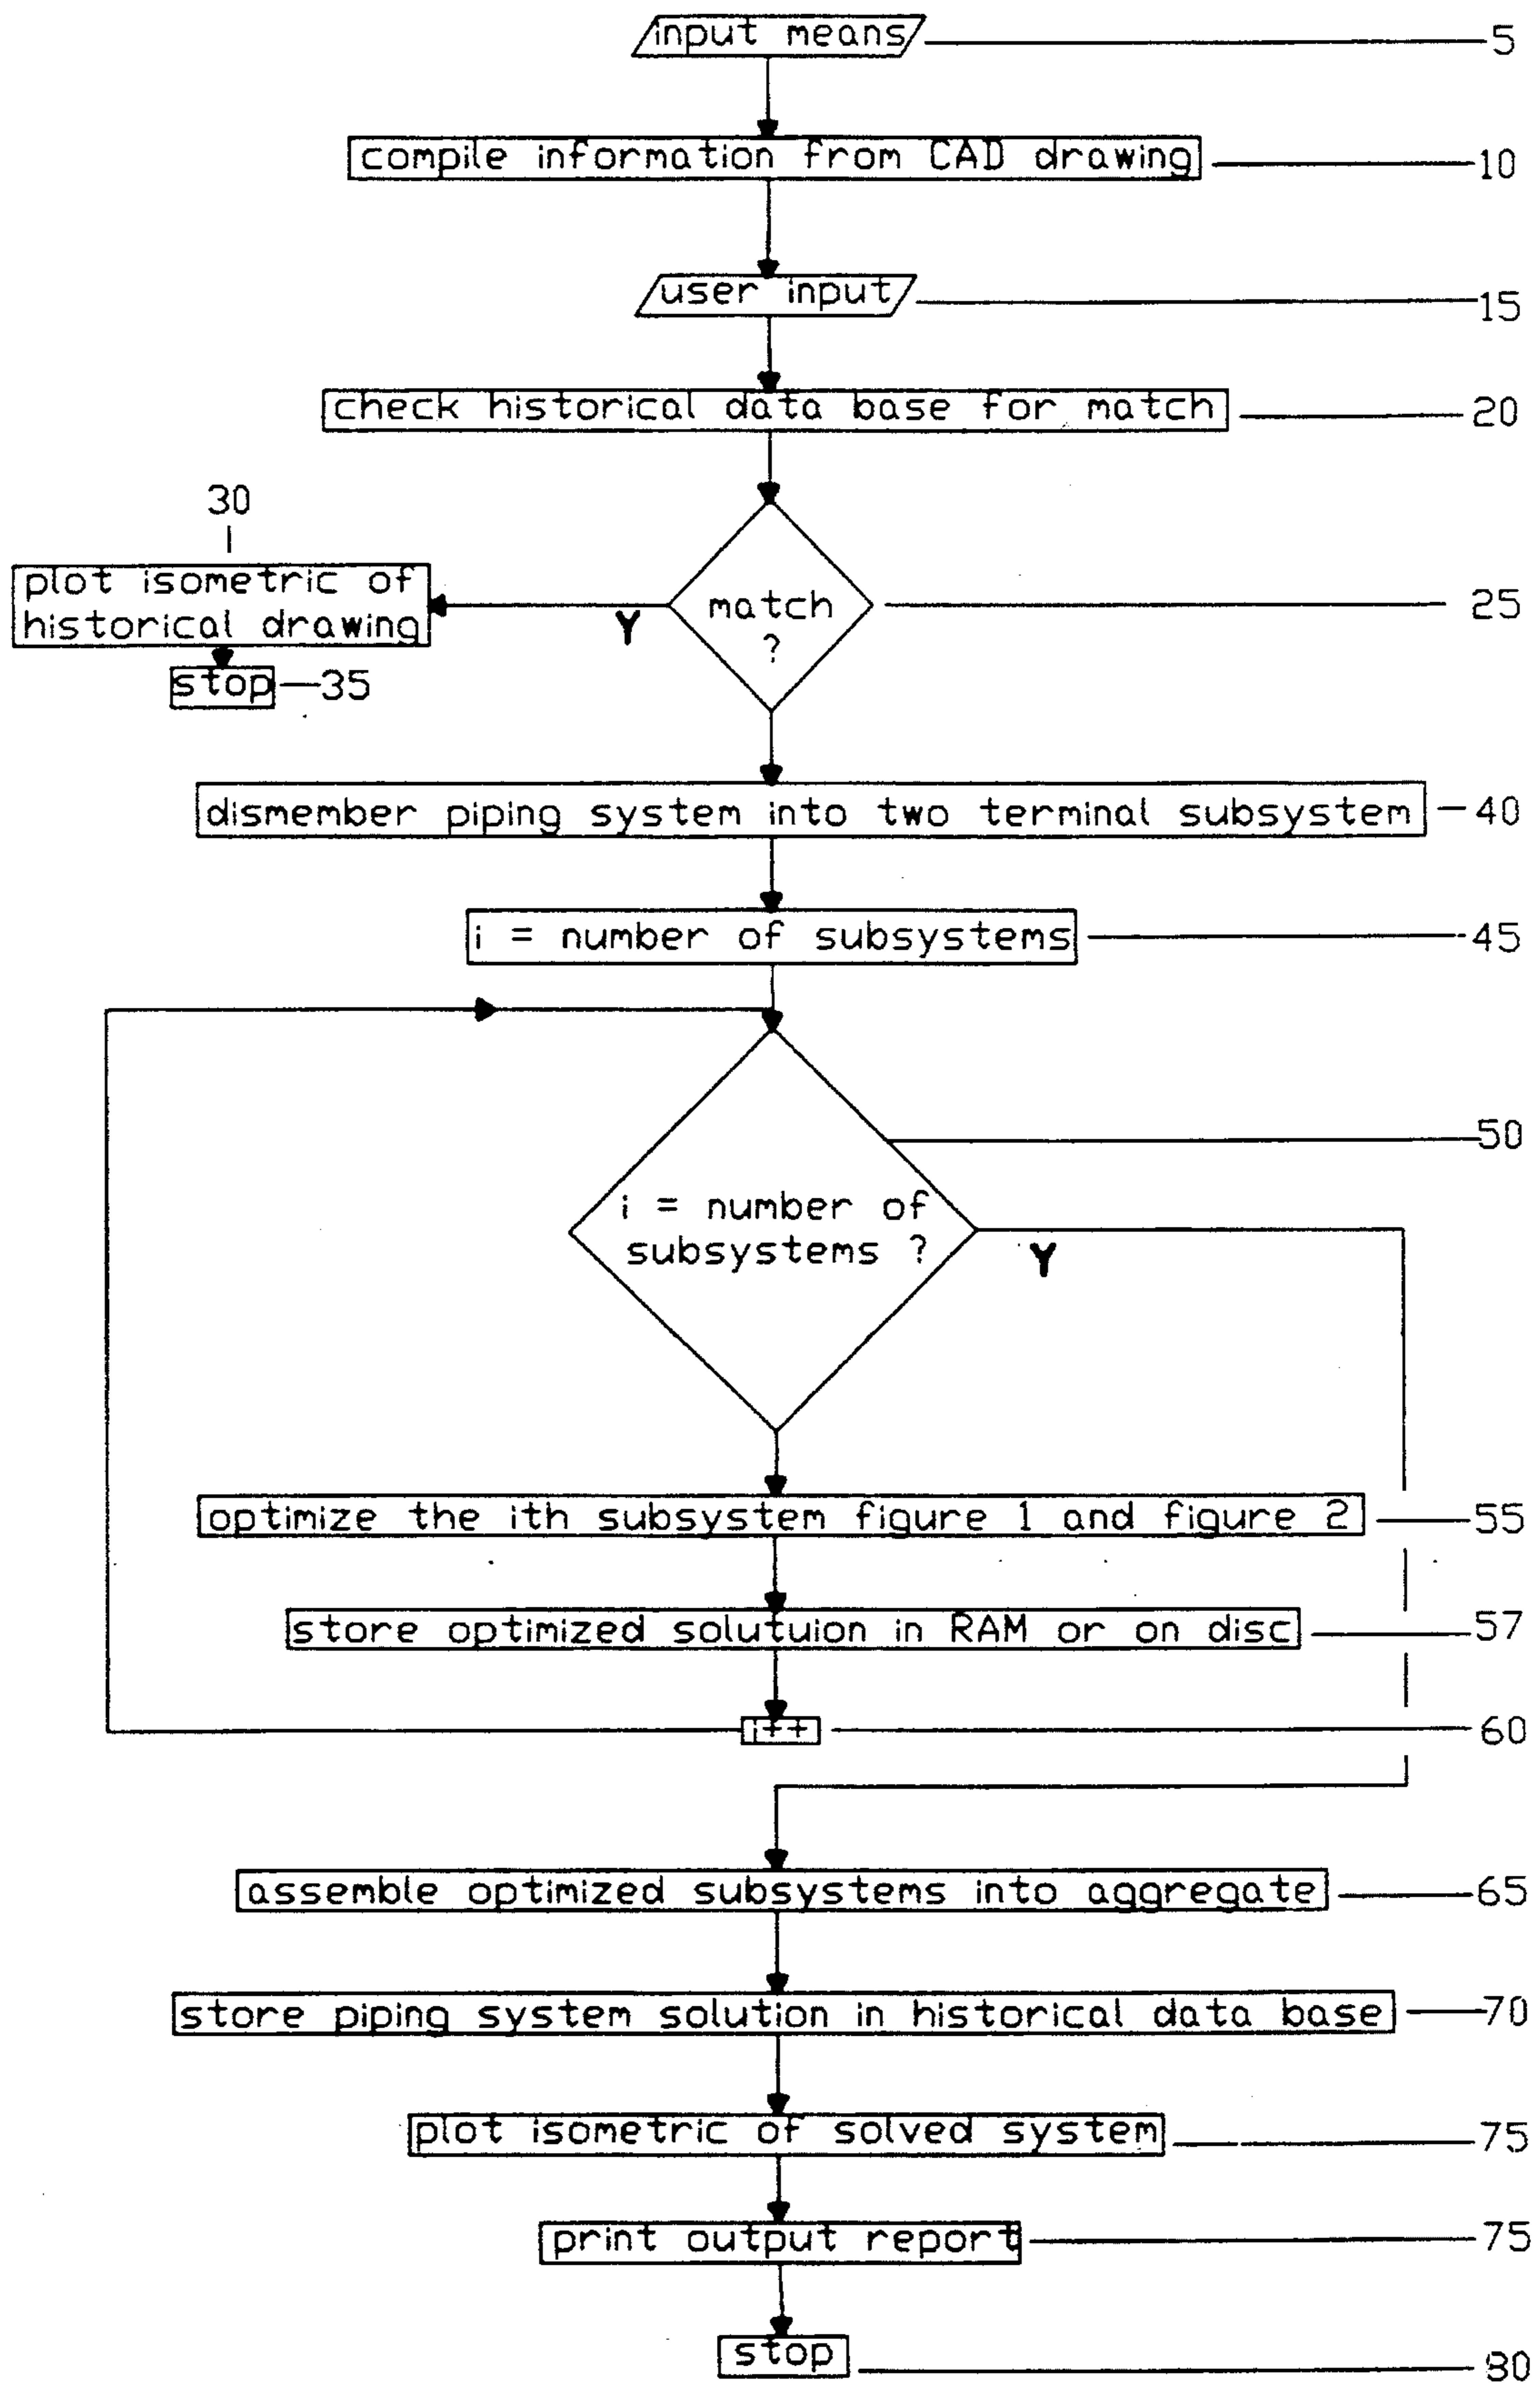 input means
5
compile information from CAD drawing
10
user input
15
check historical data base for match
20
30
plot isometric of
historical drawing
Y
match
?
25
stop
35
dismember piping system into two terminal subsystem
40
i = number of subsystems
45
50
i = number of
subsystems ?
Y
optimize the ith subsystem figure 1 and figure 2
55
store optimized solutuion in RAM or on disc
57
i++
60
assemble optimized subsystems into aggregate
65
store piping system solution in historical data base
70
plot isometric of solved system
75
print output report
75
stop
80